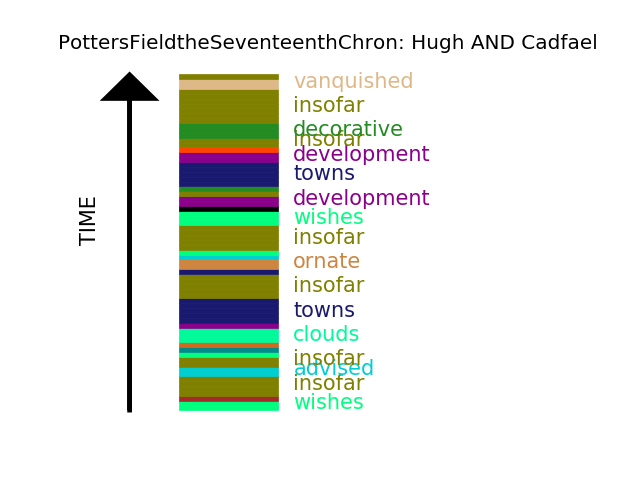 PottersFieldtheSeventeenthChron: Hugh AND Cadfael
vanquished
insofar
decorative
insofar
development
towns
development
wishes
insofar
ornate
insofar
towns
clouds
insofar
advised
insofar
wishes
TIME